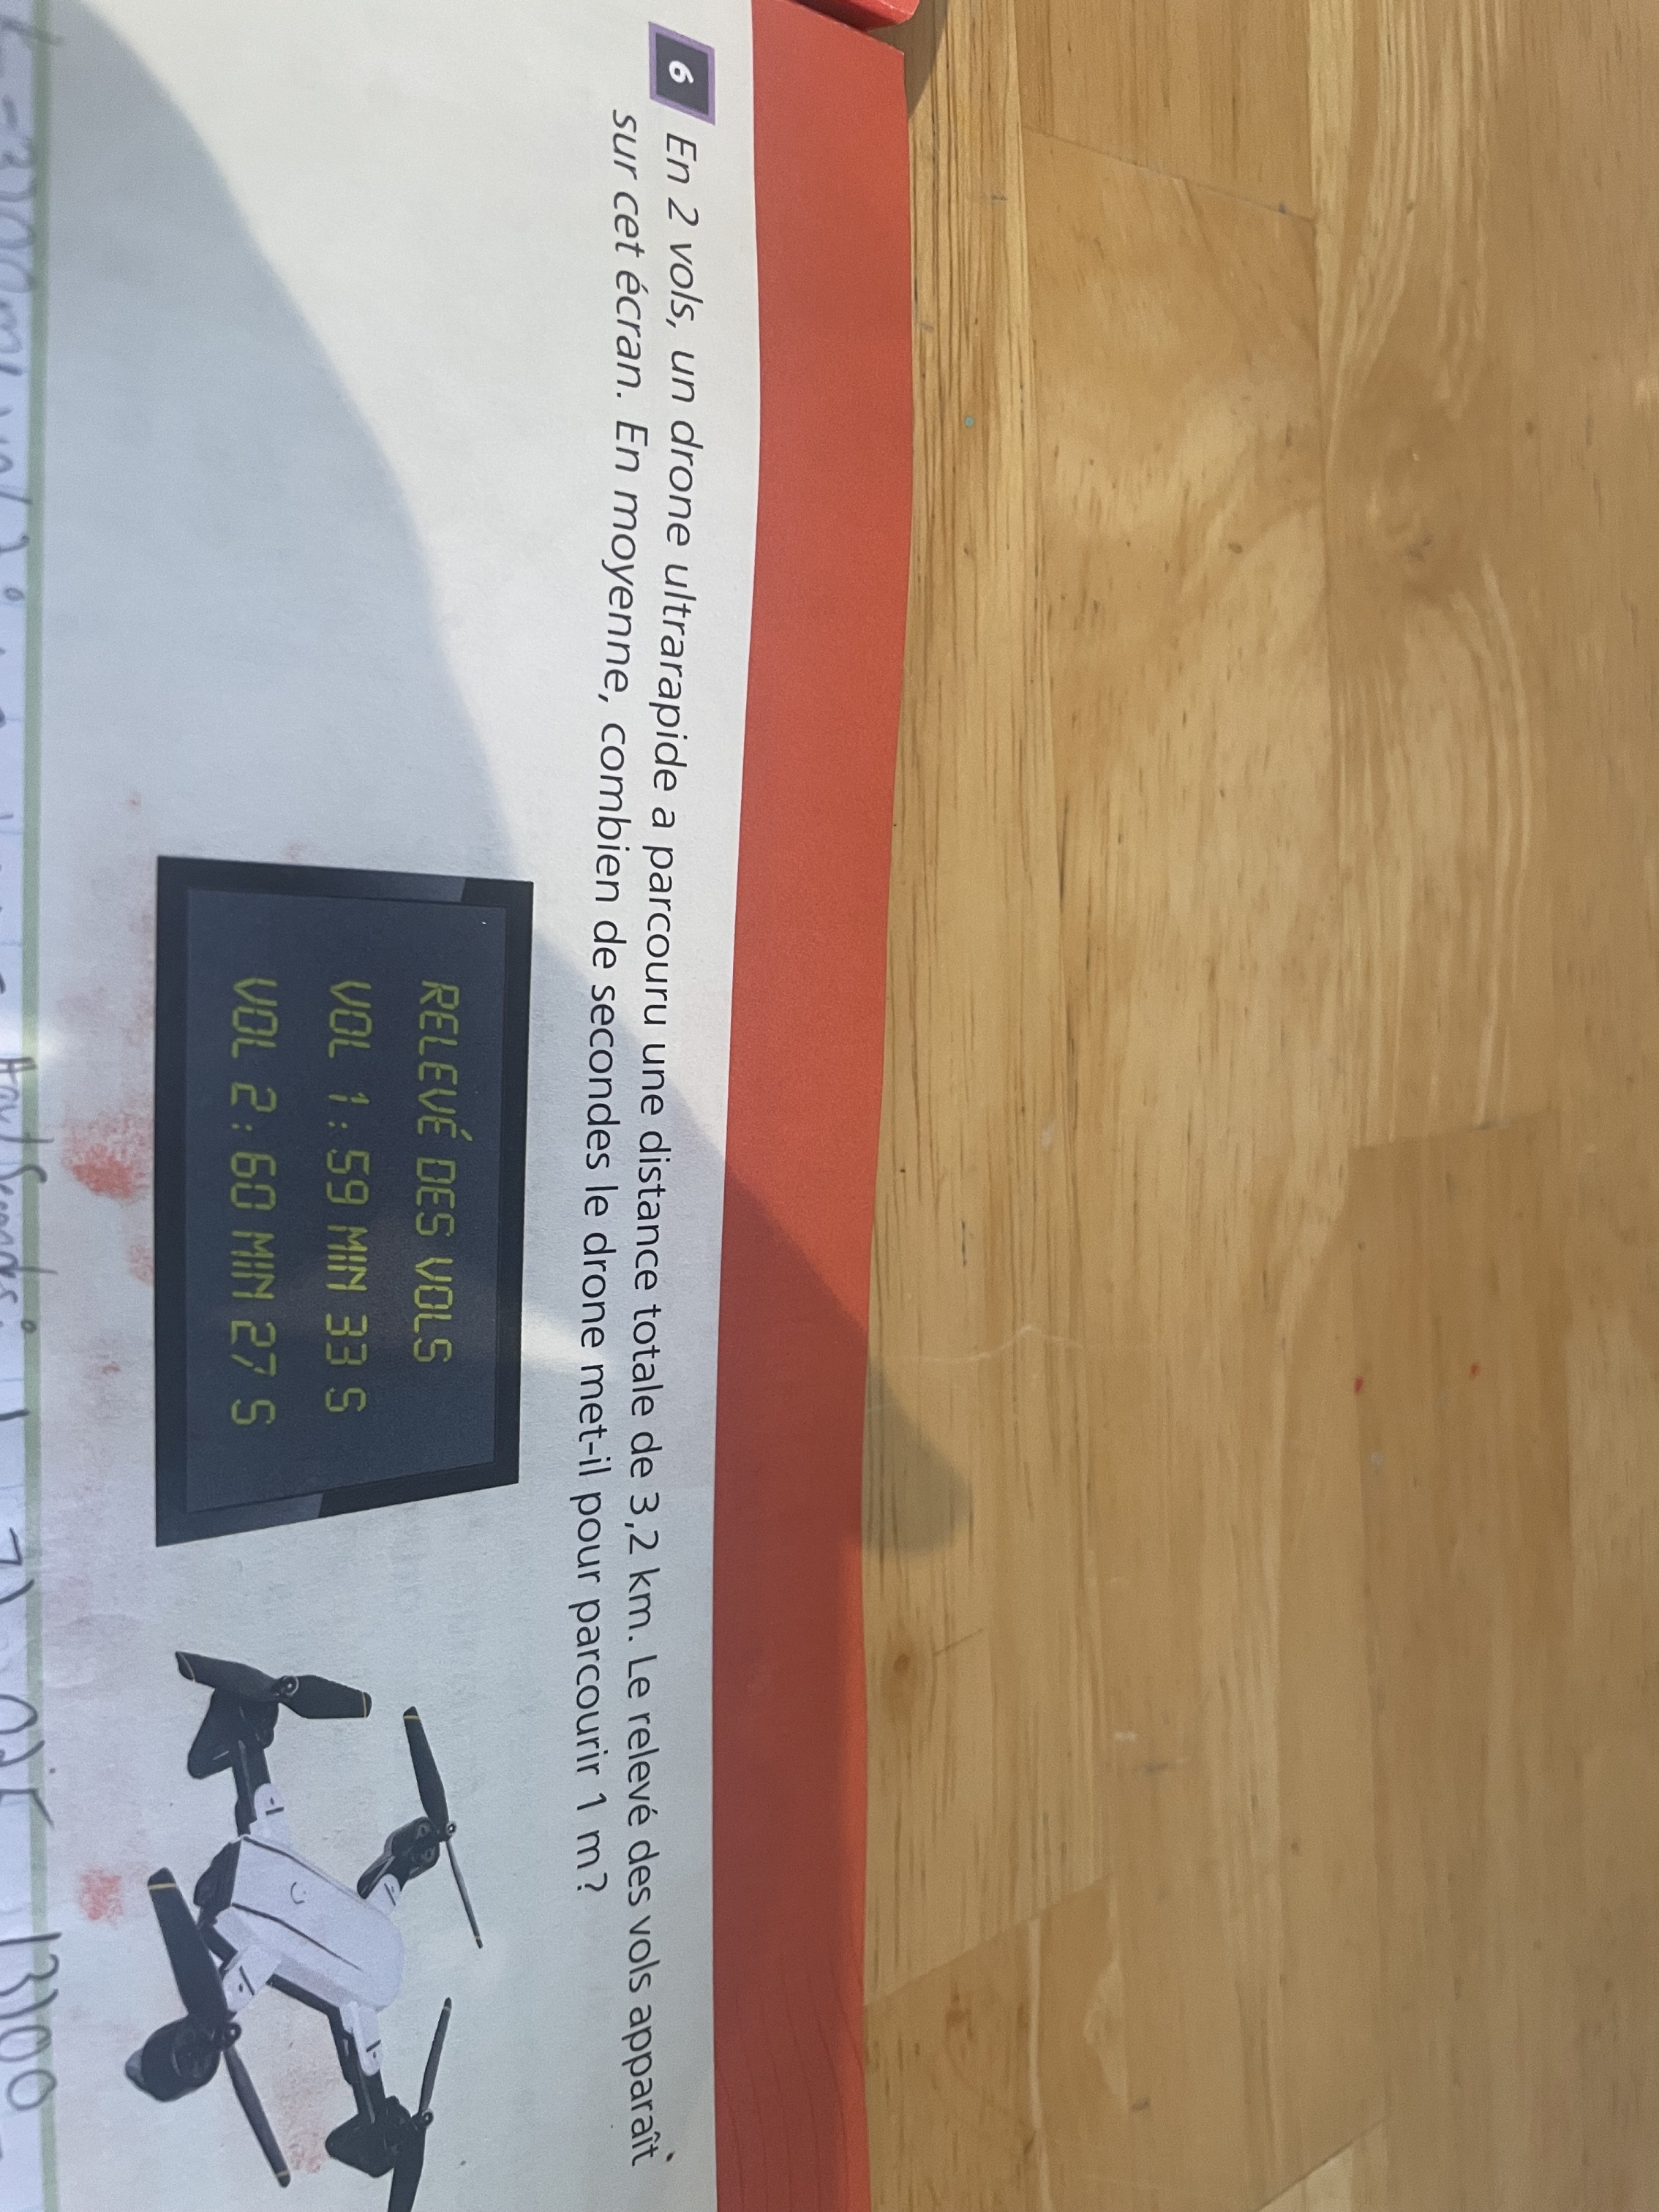 6 En 2 vols, un drone ultrarapide a parcouru une distance totale de 3,2 km. Le relevé des vols apparaît
sur cet écran. En moyenne, combien de secondes le drone met-il pour parcourir 1 m?
RELEVÉ DES VOLS
VOL 1: 59 MIN 33 S
VOL 2: 60 MIN 27 S